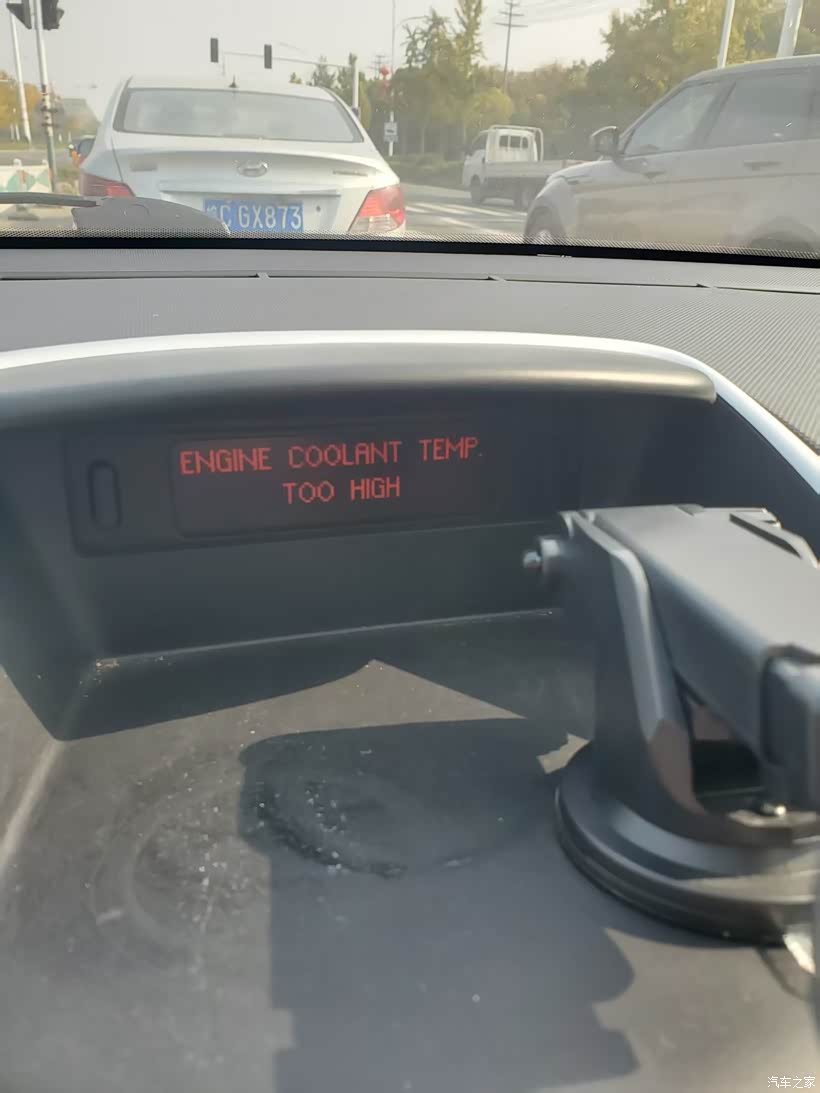 C GX873
ENGINE COOLANT TEMP.
TOO HIGH
汽车之家